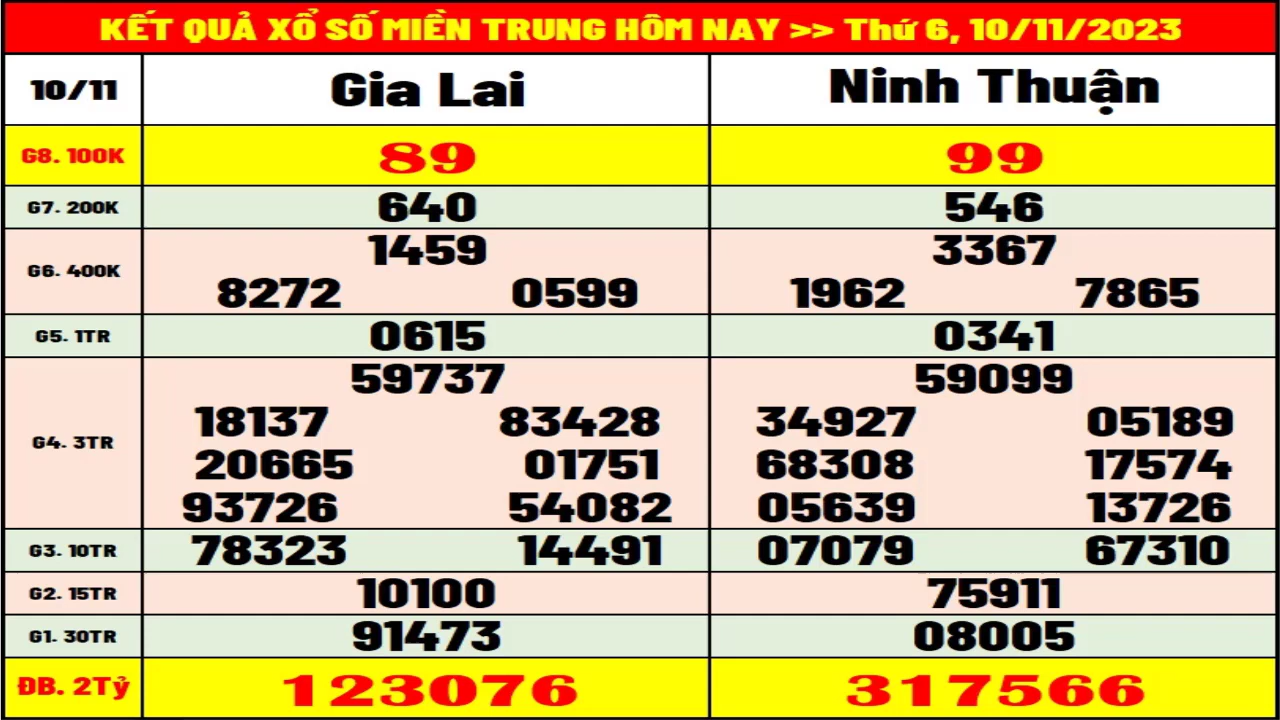 KẾT QUẢ XỔ SỐ MIỀN TRUNG HÔM NAY >> Thứ 6, 10/11/2023
10/11 Gia Lai Ninh Thuận
G8. 100K 89 99
G7. 200K 640 546
G6. 400K
1459 3367
8272 0599 1962 7865
G5. 1TR 0615 0341
G4. 3TR
59737 59099
18137 83428 34927 05189
20665 01751 68308 17574
93726 54082 05639 13726
G3. 10TR 78323 14491 07079 67310
G2. 15TR 10100 75911
G1. 30TR 91473 08005
ĐB. 2Tỷ 123076 317566